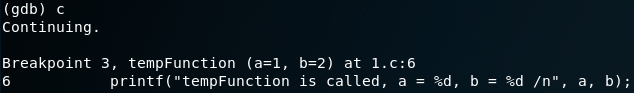 (gdb) c
Continuing.
Breakpoint 3, tempFunction (a=1, b=2) at 1.c:6
6           printf("tempFunction is called, a = %d, b = %d /n", a, b);